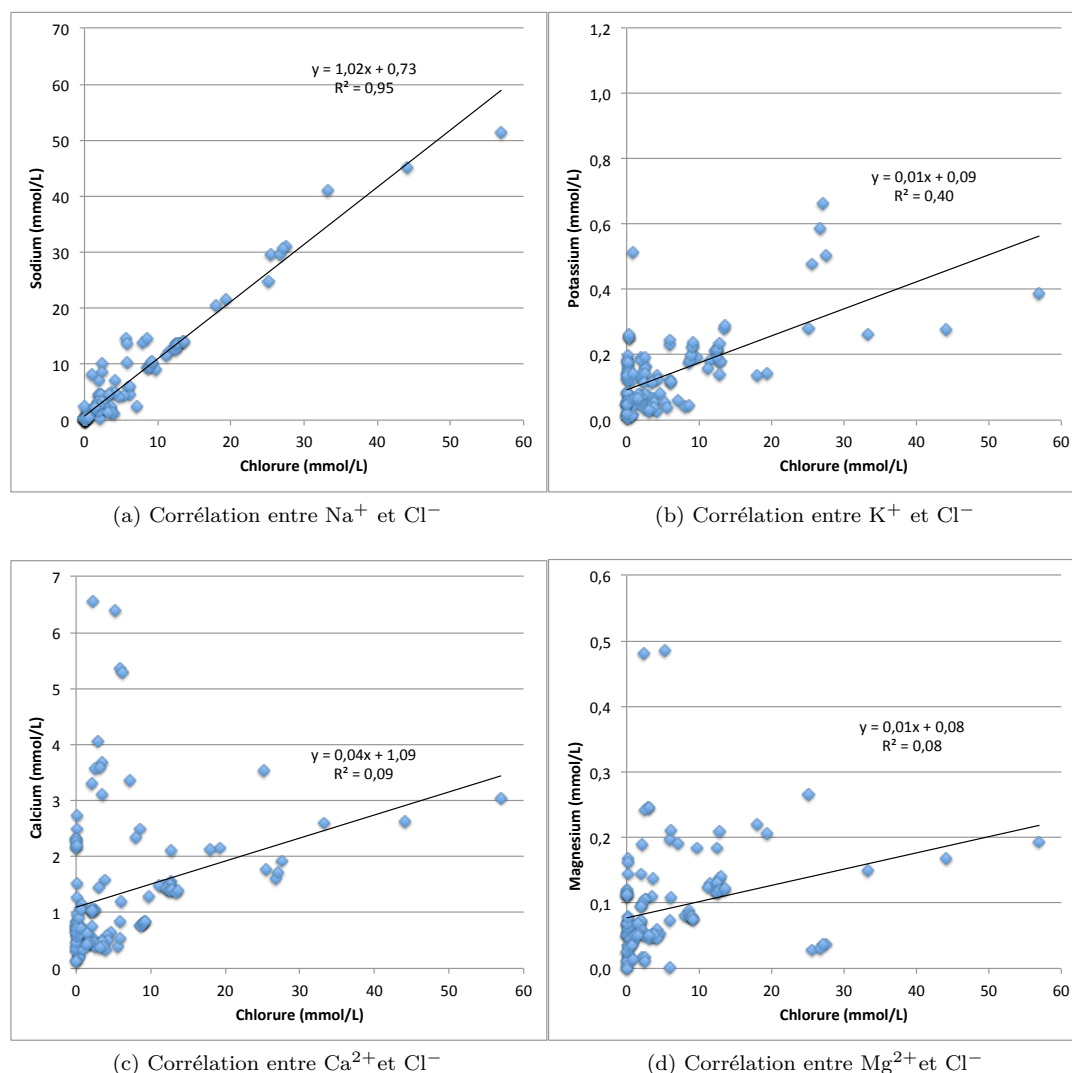 70
60
50
40
30
20
10
0
Sodium (mmol/L)
y = 1,02x + 0,73
R² = 0,95
0 10 20 30 40 50 60
Chlorure (mmol/L)
(a) Corrélation entre Na⁺ et Cl⁻
1,2
1,0
0,8
0,6
0,4
0,2
0,0
Potassium (mmol/L)
y = 0,01x + 0,09
R² = 0,40
0 10 20 30 40 50 60
Chlorure (mmol/L)
(b) Corrélation entre K⁺ et Cl⁻
7
6
5
4
3
2
1
0
Calcium (mmol/L)
y = 0,04x + 1,09
R² = 0,09
0 10 20 30 40 50 60
Chlorure (mmol/L)
(c) Corrélation entre Ca²⁺et Cl⁻
0,6
0,5
0,4
0,3
0,2
0,1
0,0
Magnesium (mmol/L)
y = 0,01x + 0,08
R² = 0,08
0 10 20 30 40 50 60
Chlorure (mmol/L)
(d) Corrélation entre Mg²⁺et Cl⁻